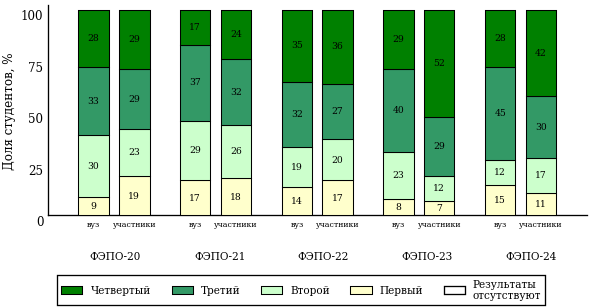 Доля студентов, %
100
75
50
25
0
28 29 17 24 35 36 29 52 28 42
33 29 37 32 32 27 40 29 45 30
30 23 29 26 19 20 23 12 12 17
9 19 17 18 14 17 8 7 15 11
вуз участники вуз участники вуз участники вуз участники вуз участники
ФЭПО-20 ФЭПО-21 ФЭПО-22 ФЭПО-23 ФЭПО-24
Четвертый Третий Второй Первый Результаты
отсутствуют